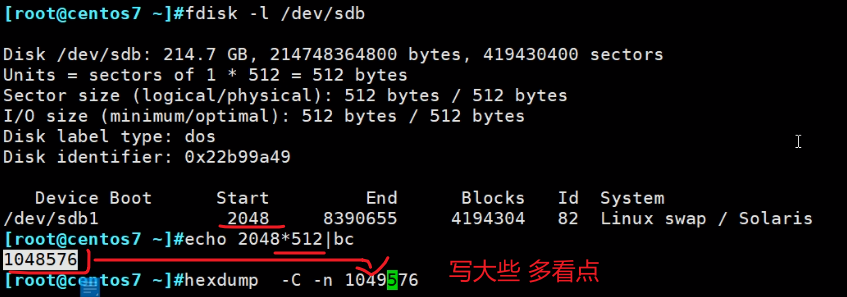 [root@centos7 ~]#fdisk -l /dev/sdb
Disk /dev/sdb: 214.7 GB, 214748364800 bytes, 419430400 sectors
Units = sectors of 1 * 512 = 512 bytes
Sector size (logical/physical): 512 bytes / 512 bytes
I/O size (minimum/optimal): 512 bytes / 512 bytes
Disk label type: dos
Disk identifier: 0x22b99a49
Device Boot Start End Blocks Id System
/dev/sdb1 2048 8390655 4194304 82 Linux swap / Solaris
[root@centos7 ~]#echo 2048*512|bc
1048576
[root@centos7 ~]#hexdump -C -n 1049576 写大些 多看点